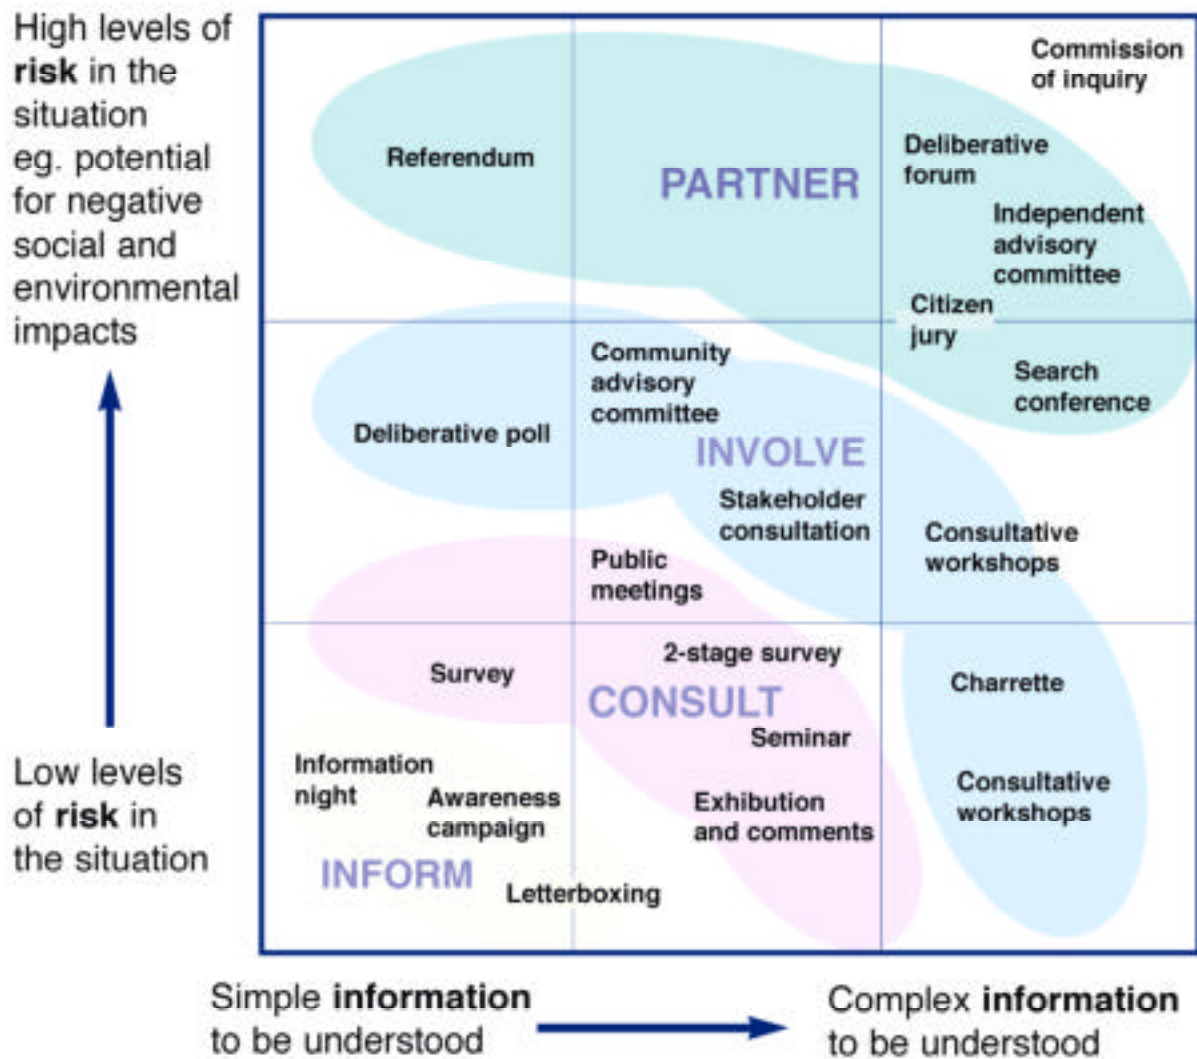 High levels of
risk in the
situation
eg. potential
for negative
social and
environmental
impacts
Low levels
of risk in
the situation
Commission
of inquiry
Referendum
PARTNER
Deliberative
forum
Independent
advisory
committee
Citizen
jury
Search
conference
Community
advisory
committee
Deliberative poll
INVOLVE
Stakeholder
consultation
Consultative
workshops
Public
meetings
2-stage survey
Survey
CONSULT
Charrette
Seminar
Information
night
Awareness
campaign
Exhibution
and comments
Consultative
workshops
INFORM
Letterboxing
Simple information
to be understood
Complex information
to be understood